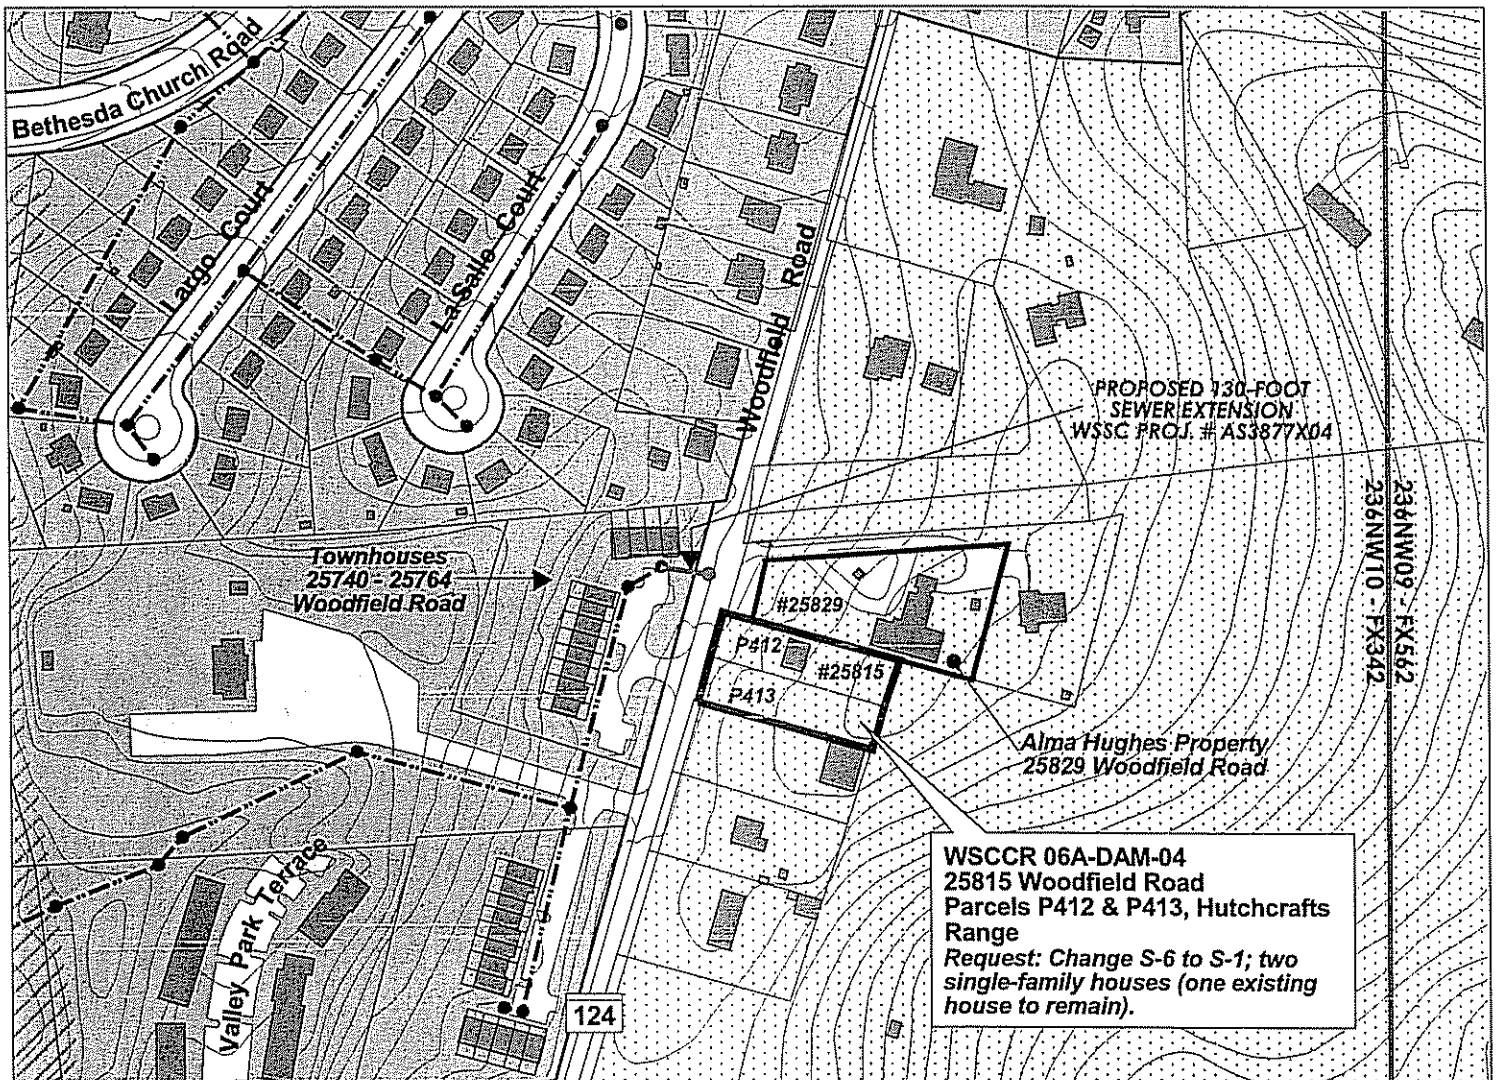 Bethesda Church Road
Largo Court
LaSalle Court
Woodfield Road
PROPOSED 130-FOOT
SEWER EXTENSION
WSSC PROJ. # AS3877X04
236NW09 - FX562
236NW10 - FX342
Townhouses
25740 - 25764
Woodfield Road
#25829
P412
#25815
P413
Alma Hughes Property
25829 Woodfield Road
Valley Park Terrace
124
WSCCR 06A-DAM-04
25815 Woodfield Road
Parcels P412 & P413, Hutchcrafts
Range
Request: Change S-6 to S-1; two
single-family houses (one existing
house to remain).